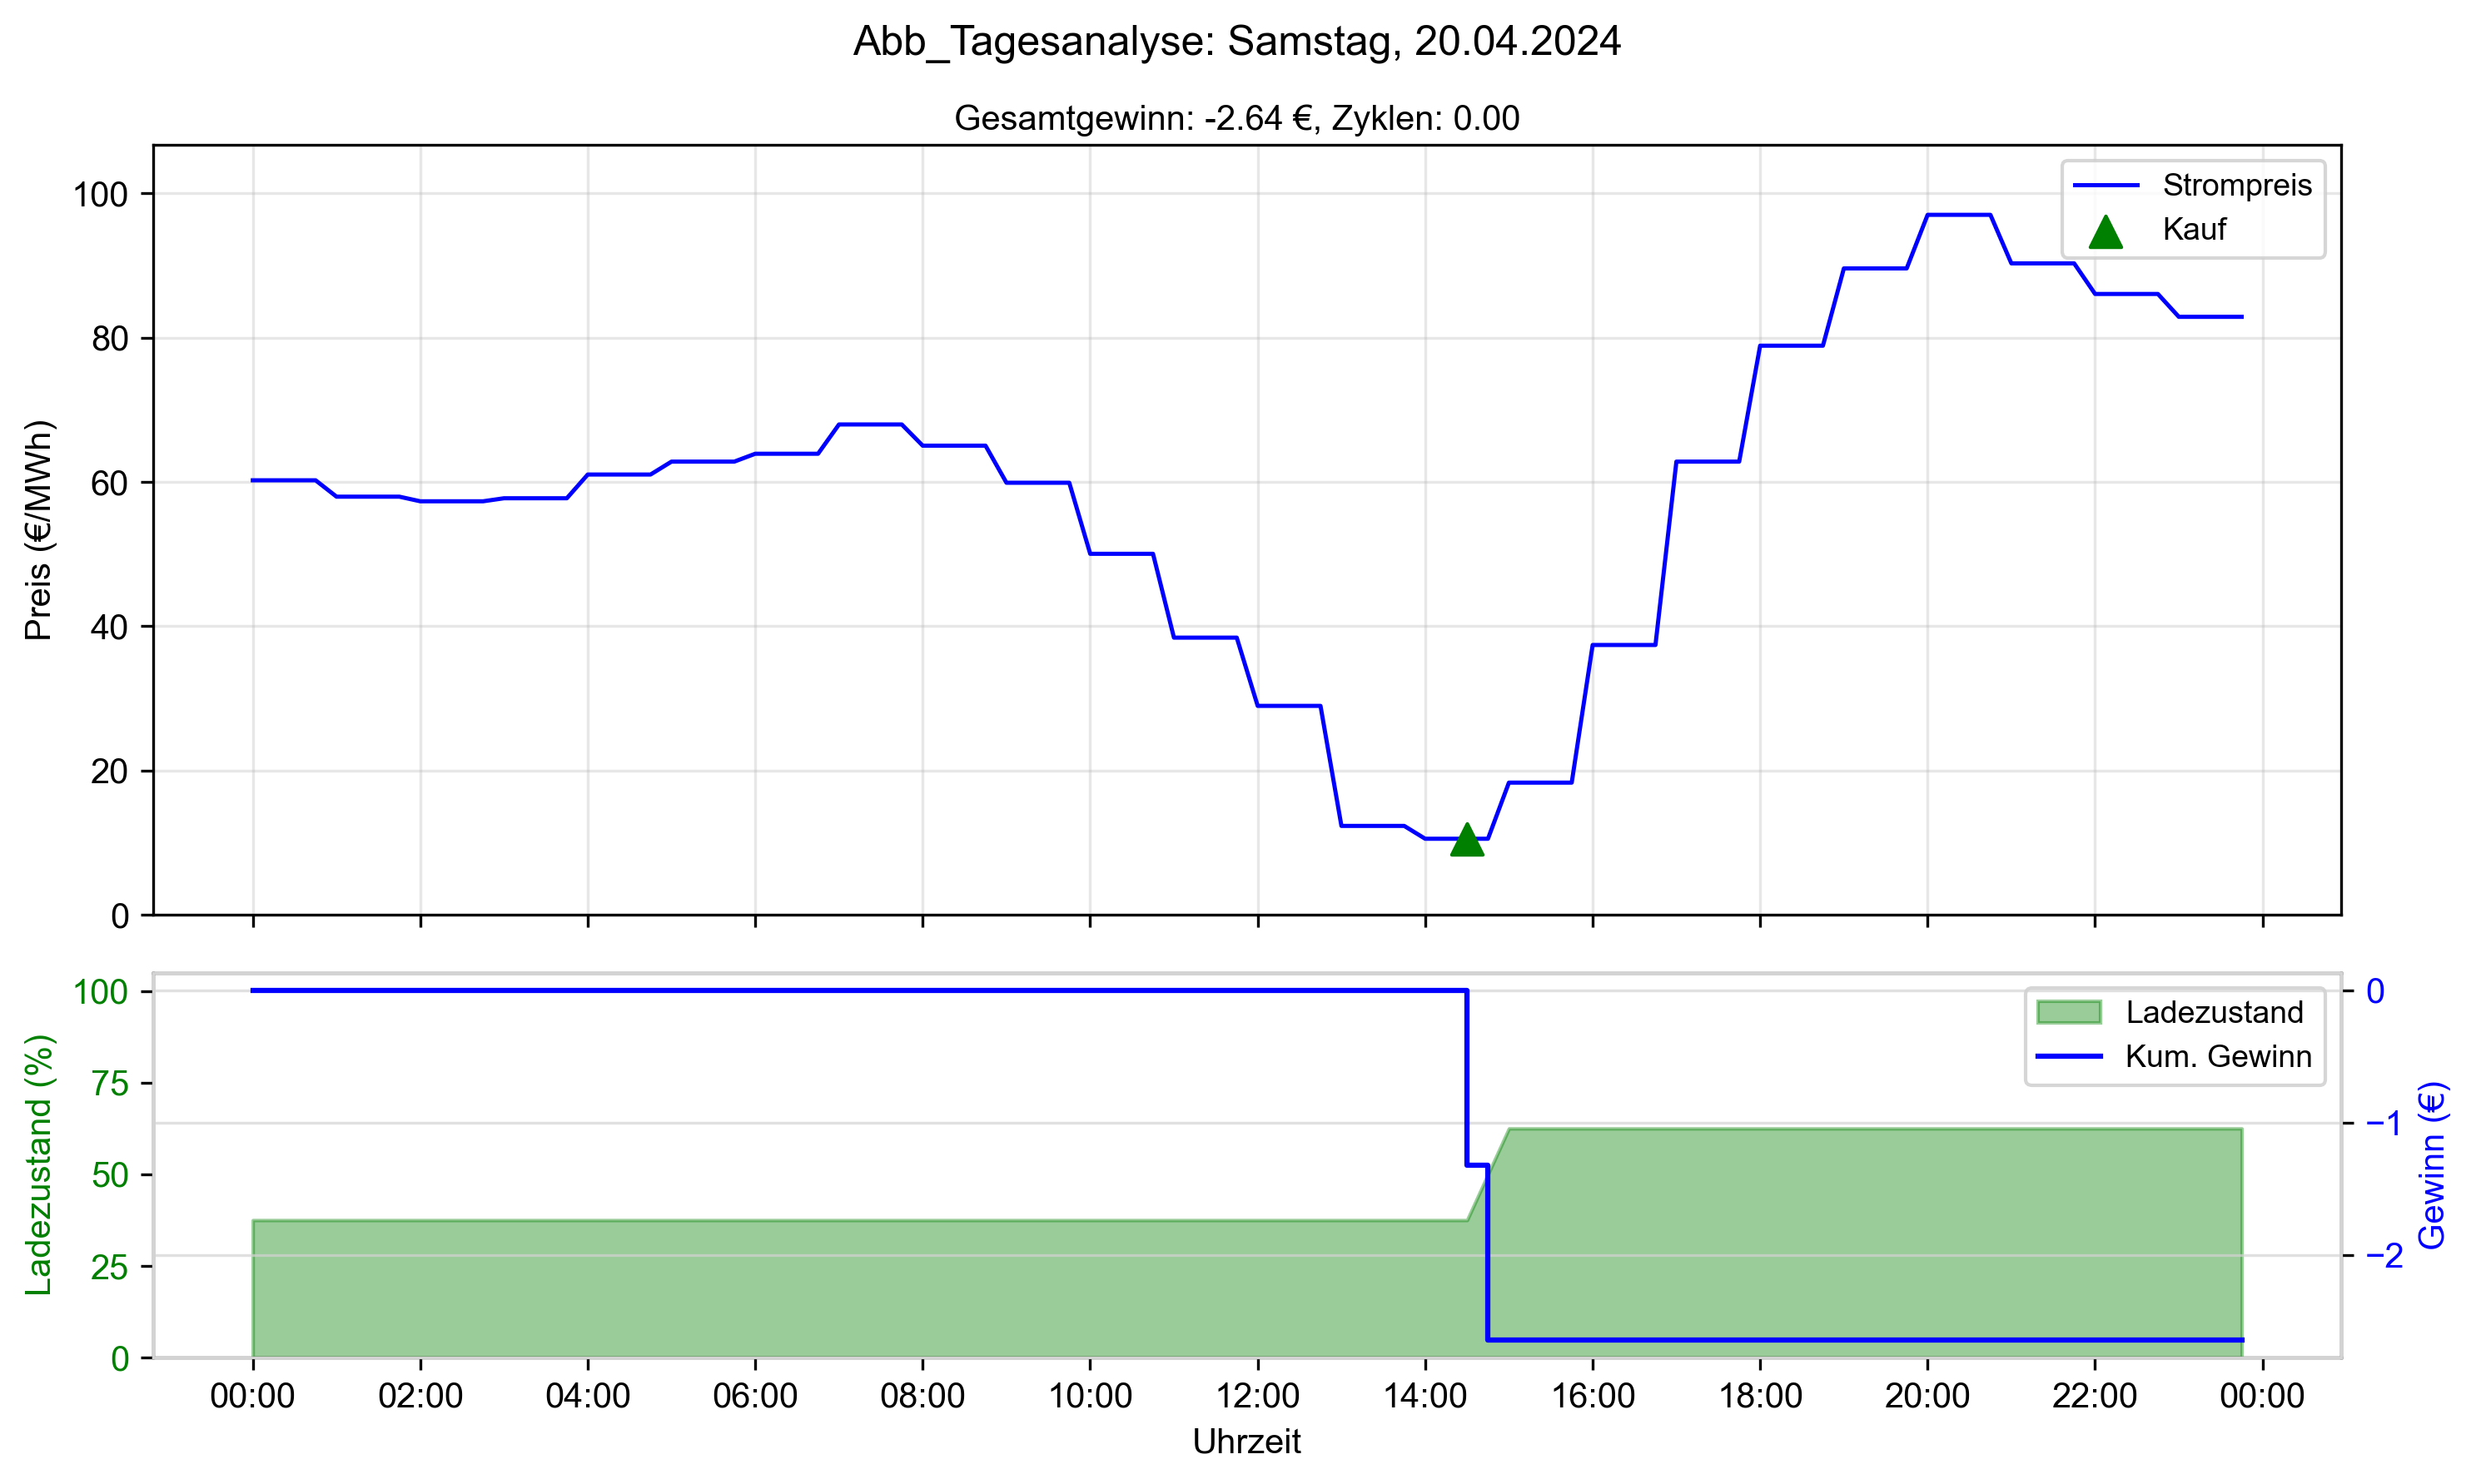 Abb_Tagesanalyse: Samstag, 20.04.2024
Gesamtgewinn: -2.64 €, Zyklen: 0.00
Preis (€/MWh)
100
80
60
40
20
0
Strompreis
Kauf
Ladezustand (%)
100
75
50
25
0
Ladezustand
Kum. Gewinn
0
−1
−2
Gewinn (€)
00:00 02:00 04:00 06:00 08:00 10:00 12:00 14:00 16:00 18:00 20:00 22:00 00:00
Uhrzeit